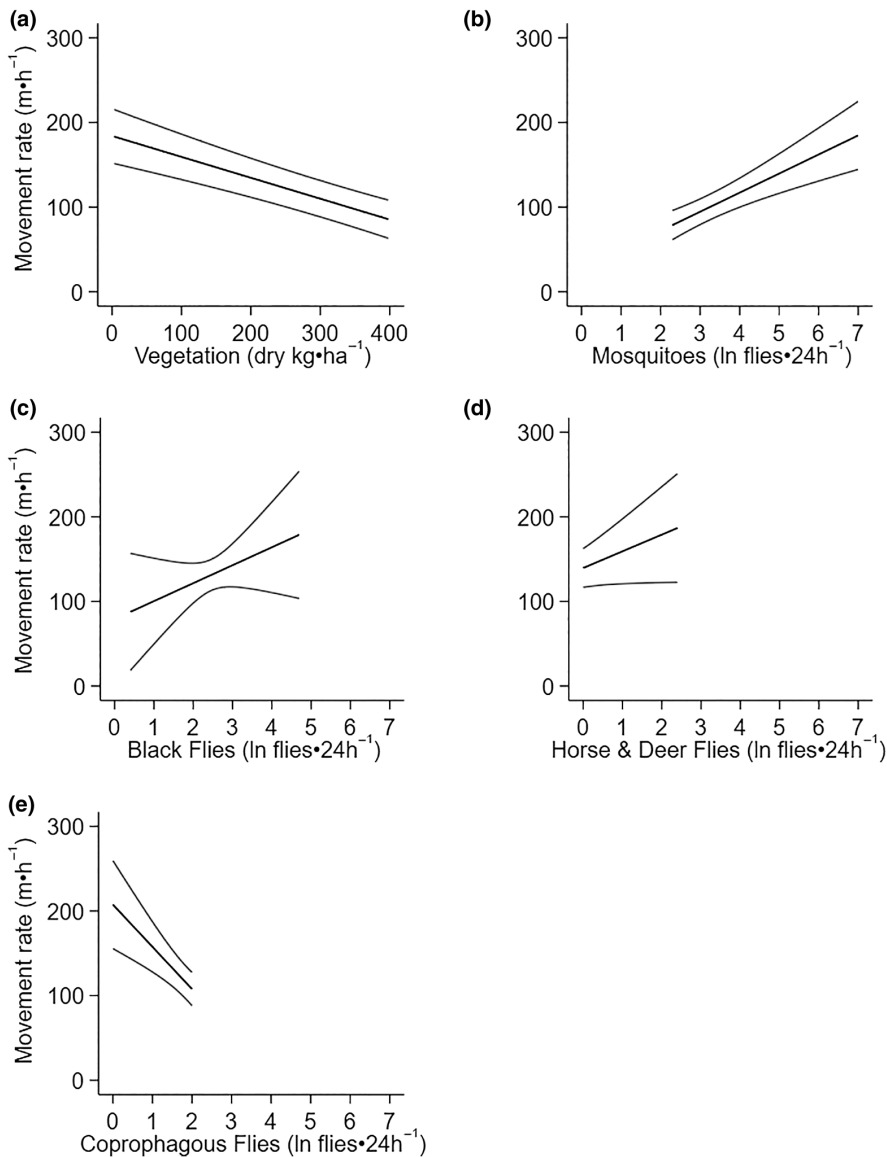 (a)
Movement rate (m•h⁻¹)
300
200
100
0
0 100 200 300 400
Vegetation (dry kg•ha⁻¹)
(b)
300
200
100
0
0 1 2 3 4 5 6 7
Mosquitoes (ln flies•24h⁻¹)
(c)
Movement rate (m•h⁻¹)
300
200
100
0
0 1 2 3 4 5 6 7
Black Flies (ln flies•24h⁻¹)
(d)
300
200
100
0
0 1 2 3 4 5 6 7
Horse & Deer Flies (ln flies•24h⁻¹)
(e)
Movement rate (m•h⁻¹)
300
200
100
0
0 1 2 3 4 5 6 7
Coprophagous Flies (ln flies•24h⁻¹)